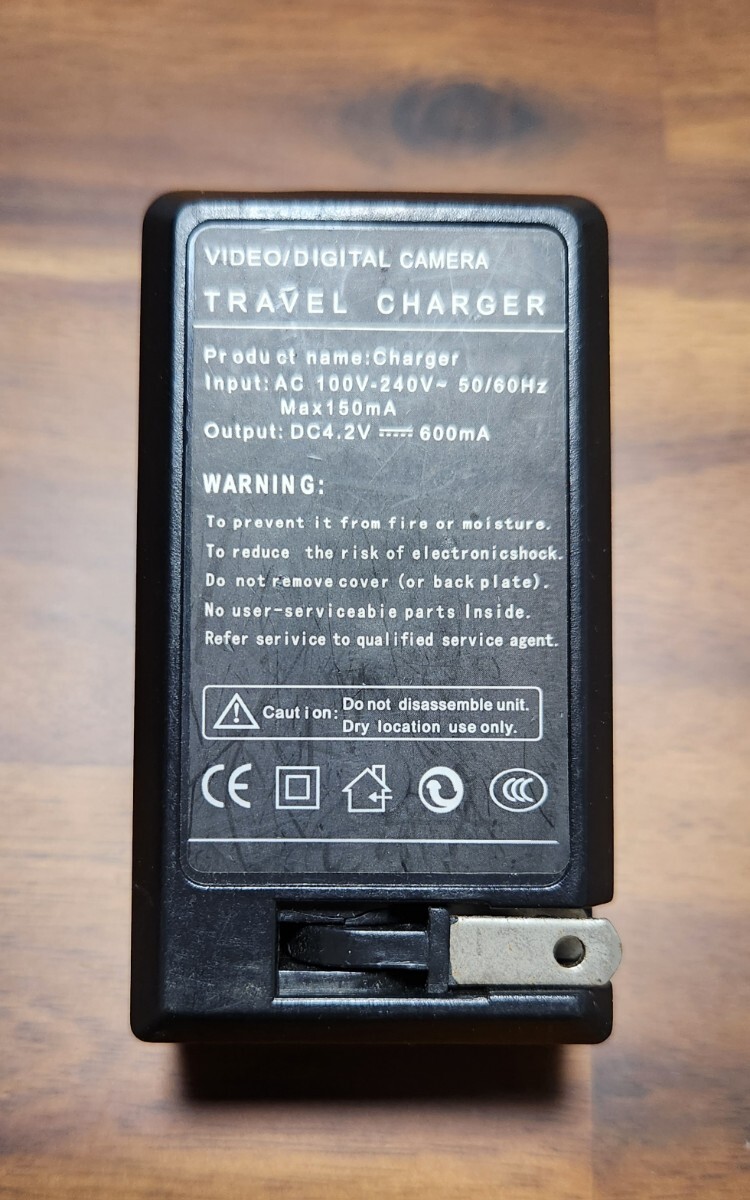 VIDEO/DIGITAL CAMERA
TRAVEL CHARGER
Product name:Charger
Input: AC 100V-240V~ 50/60Hz
Max150mA
Output: DC4.2V ⎓ 600mA
WARNING:
To prevent it from fire or moisture.
To reduce the risk of electronicshock.
Do not remove cover (or back plate).
No user-serviceabie parts Inside.
Refer serivice to qualified service agent.
Caution: Do not disassemble unit.
Dry location use only.
CE CCC